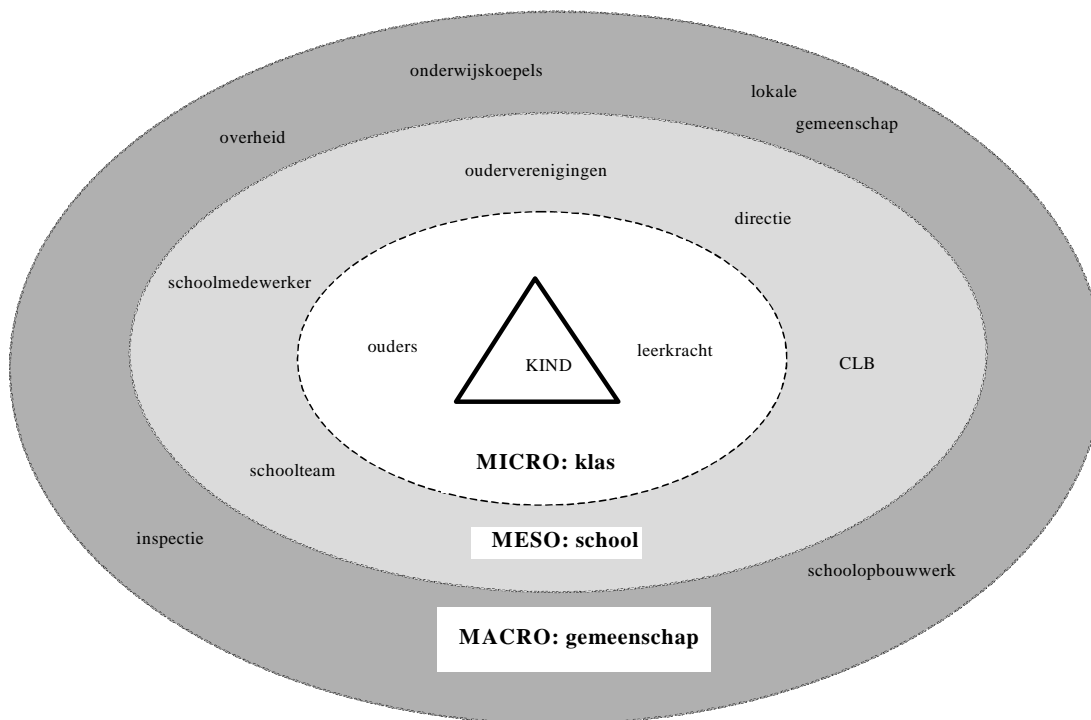 onderwijskoepels
lokale
gemeenschap
overheid
ouderverenigingen
directie
schoolmedewerker
ouders
KIND
leerkracht
CLB
MICRO: klas
schoolteam
MESO: school
inspectie
schoolopbouwwerk
MACRO: gemeenschap